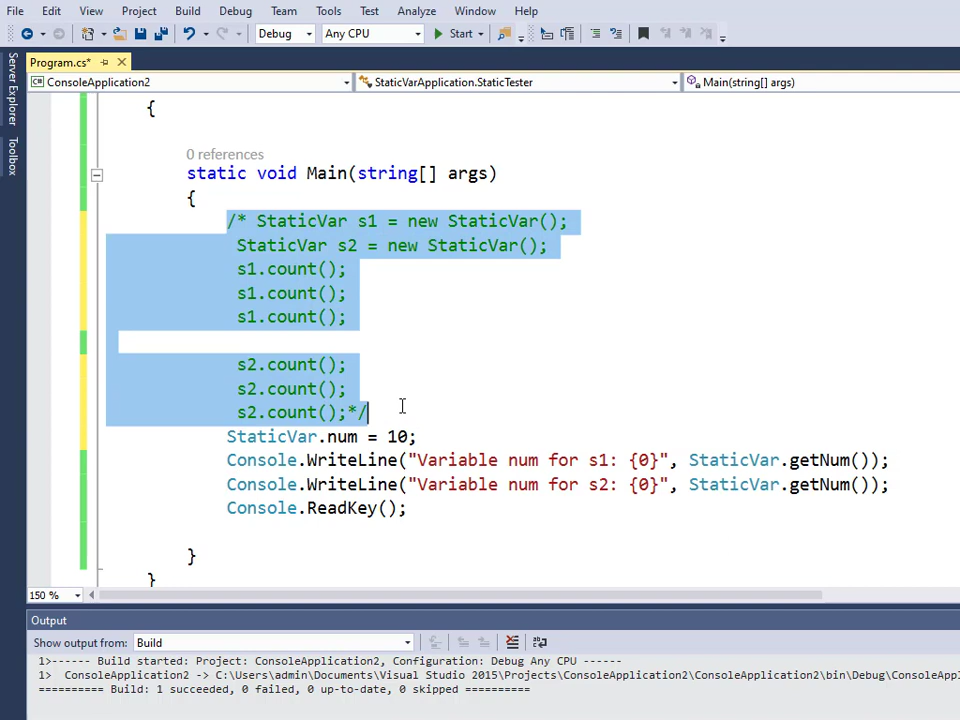 File Edit View Project Build Debug Team Tools Test Analyze Window Help
Debug Any CPU Start
Program.cs*
ConsoleApplication2 StaticVarApplication.StaticTester Main(string[] args)
Server Explorer
Toolbox
{
0 references
static void Main(string[] args)
{
/* StaticVar s1 = new StaticVar();
StaticVar s2 = new StaticVar();
s1.count();
s1.count();
s1.count();
s2.count();
s2.count();
s2.count();*/
StaticVar.num = 10;
Console.WriteLine("Variable num for s1: {0}", StaticVar.getNum());
Console.WriteLine("Variable num for s2: {0}", StaticVar.getNum());
Console.ReadKey();
}
}
150 %
Output
Show output from: Build
1>------ Build started: Project: ConsoleApplication2, Configuration: Debug Any CPU ------
1> ConsoleApplication2 -> C:\Users\admin\Documents\Visual Studio 2015\Projects\ConsoleApplication2\ConsoleApplication2\bin\Debug\ConsoleAppl
========== Build: 1 succeeded, 0 failed, 0 up-to-date, 0 skipped ==========